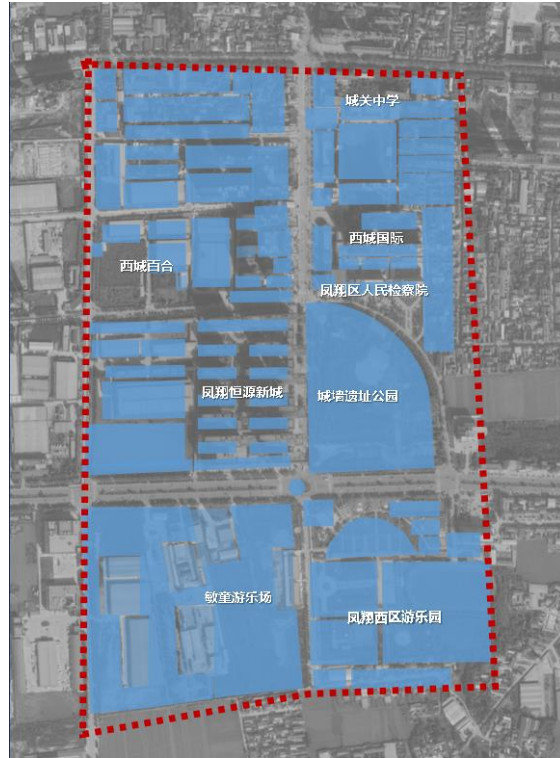 城关中学
西城国际
西城百合
凤翔区人民检察院
凤翔恒源新城
城墙遗址公园
敏童游乐场
凤翔西区游乐园